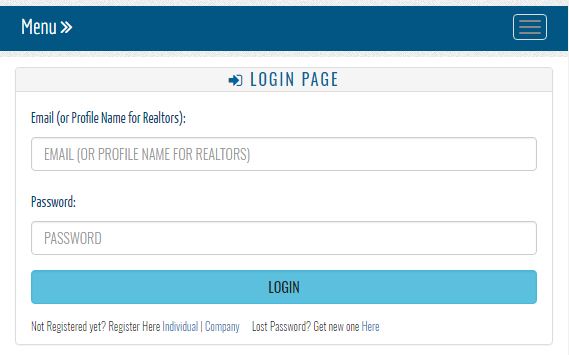 Menu »
LOGIN PAGE
Email (or Profile Name for Realtors):
EMAIL (OR PROFILE NAME FOR REALTORS)
Password:
PASSWORD
LOGIN
Not Registered yet? Register Here Individual | Company Lost Password? Get new one Here